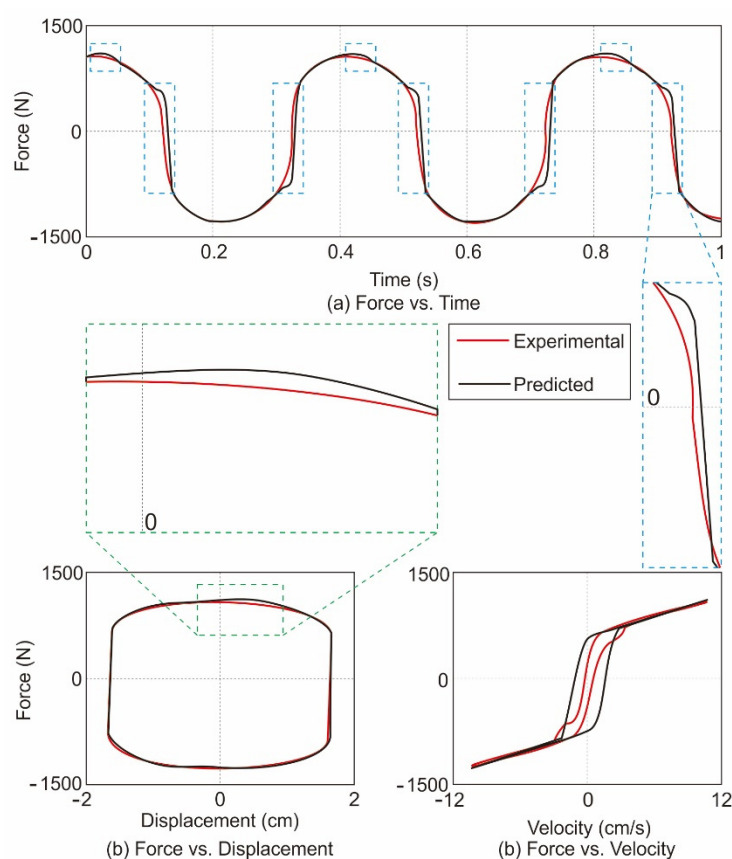 1500
Force (N)
0
-1500
0 0.2 0.4 0.6 0.8 1
Time (s)
(a) Force vs. Time
Experimental
Predicted
0
0
1500
Force (N)
0
-1500
-2 0 2
Displacement (cm)
(b) Force vs. Displacement
1500
0
-1500
-12 0 12
Velocity (cm/s)
(b) Force vs. Velocity